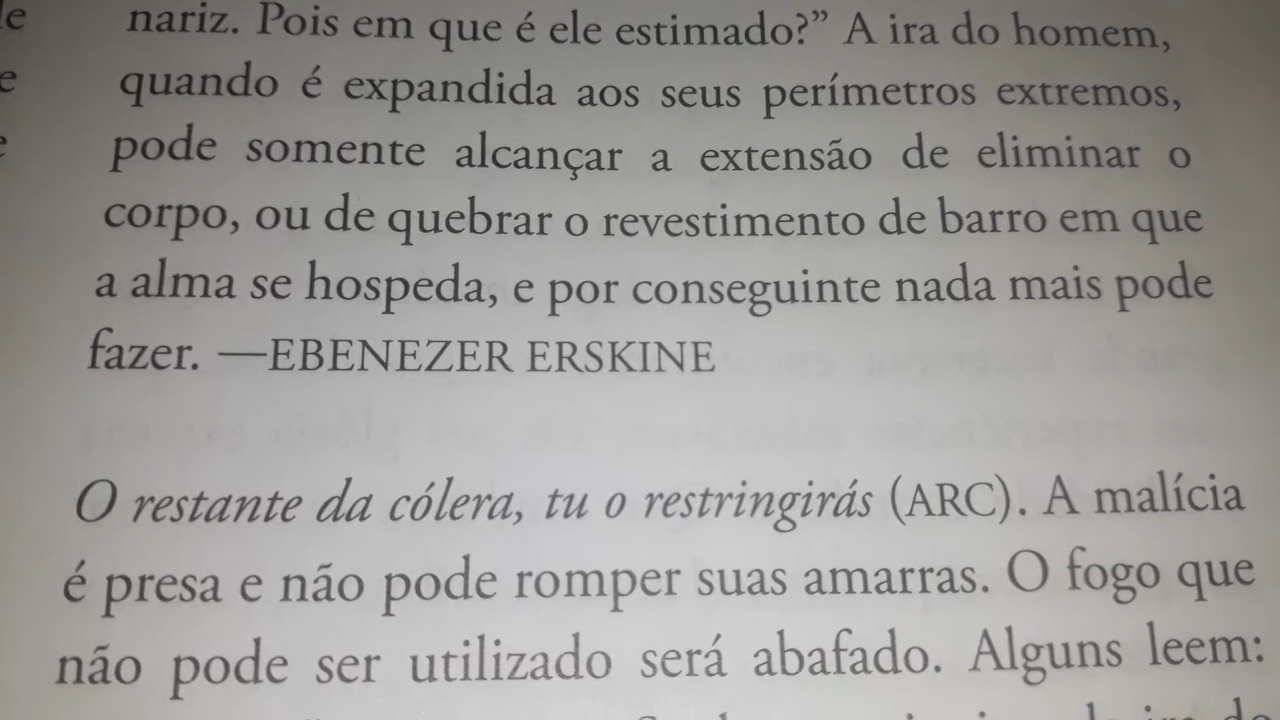 nariz. Pois em que é ele estimado?” A ira do homem,
quando é expandida aos seus perímetros extremos,
pode somente alcançar a extensão de eliminar o
corpo, ou de quebrar o revestimento de barro em que
a alma se hospeda, e por conseguinte nada mais pode
fazer. —EBENEZER ERSKINE
O restante da cólera, tu o restringirás (ARC). A malícia
é presa e não pode romper suas amarras. O fogo que
não pode ser utilizado será abafado. Alguns leem: